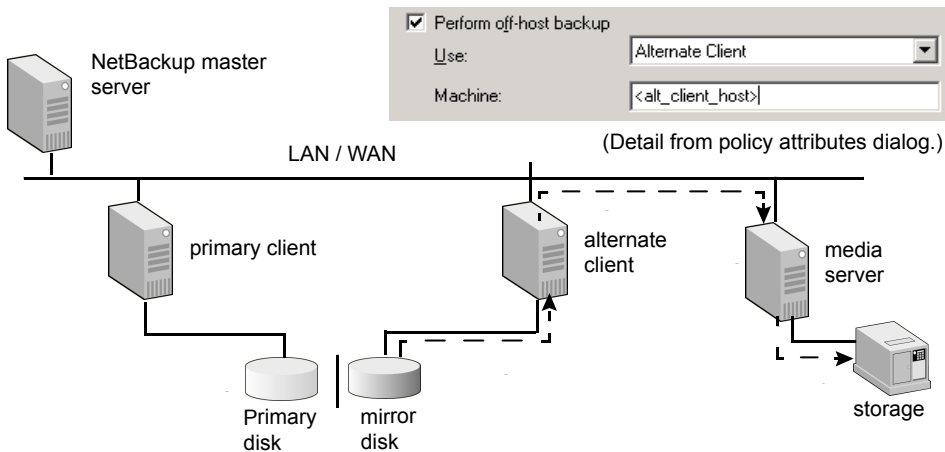 Perform off-host backup
Use:
Alternate Client
Machine:
<alt_client_host>
(Detail from policy attributes dialog.)
NetBackup master
server
LAN / WAN
primary client
alternate
client
media
server
Primary
disk
mirror
disk
storage